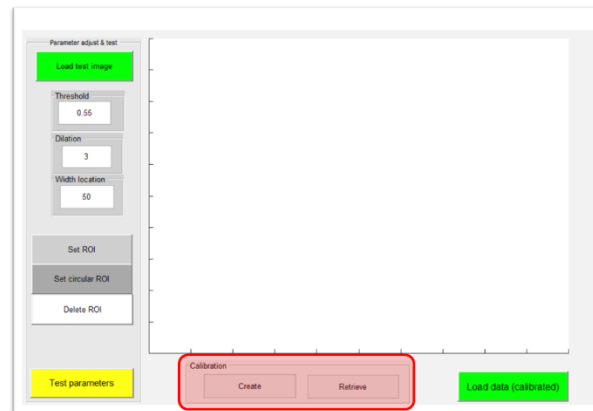 Parameter adjust & test
Load test image
Threshold
0.55
Dilation
3
Width location
50
Set ROI
Set circular ROI
Delete ROI
Test parameters
Calibration
Create
Retrieve
Load data (calibrated)